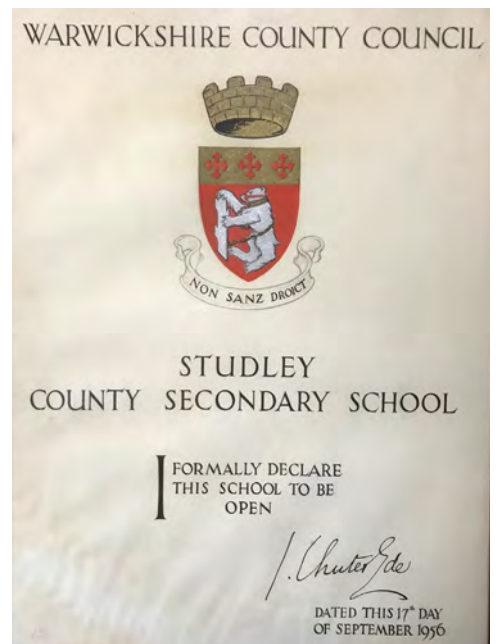 WARWICKSHIRE COUNTY COUNCIL
NON SANZ DROICT
STUDLEY
COUNTY SECONDARY SCHOOL
I FORMALLY DECLARE
THIS SCHOOL TO BE
OPEN
J. Chuter Ede
DATED THIS 17th DAY
OF SEPTEMBER 1956